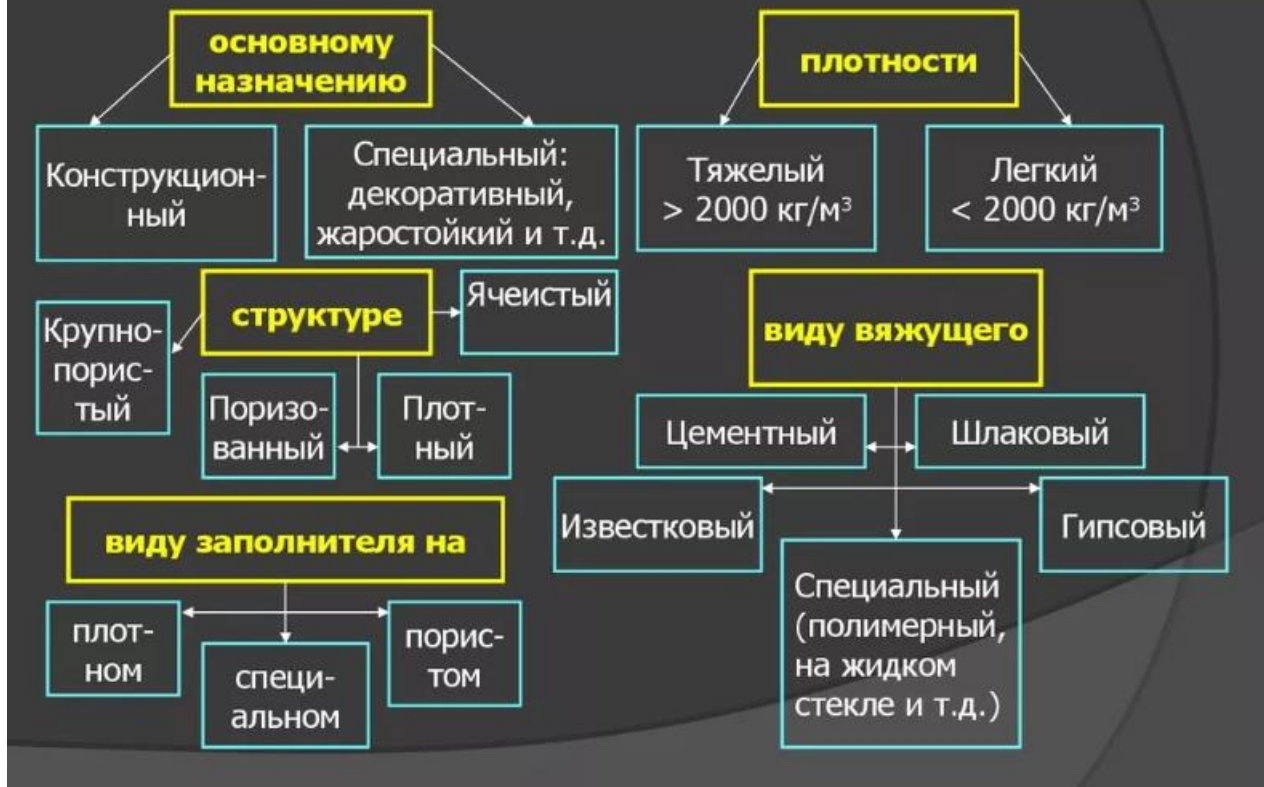 основному
назначению
Конструкцион-
ный
Специальный:
декоративный,
жаростойкий и т.д.
плотности
Тяжелый
> 2000 кг/м³
Легкий
< 2000 кг/м³
структуре
Крупно-
порис-
тый
Поризо-
ванный
Плот-
ный
Ячеистый
виду вяжущего
Цементный
Шлаковый
Известковый
Гипсовый
Специальный
(полимерный,
на жидком
стекле и т.д.)
виду заполнителя на
плот-
ном
специ-
альном
порис-
том